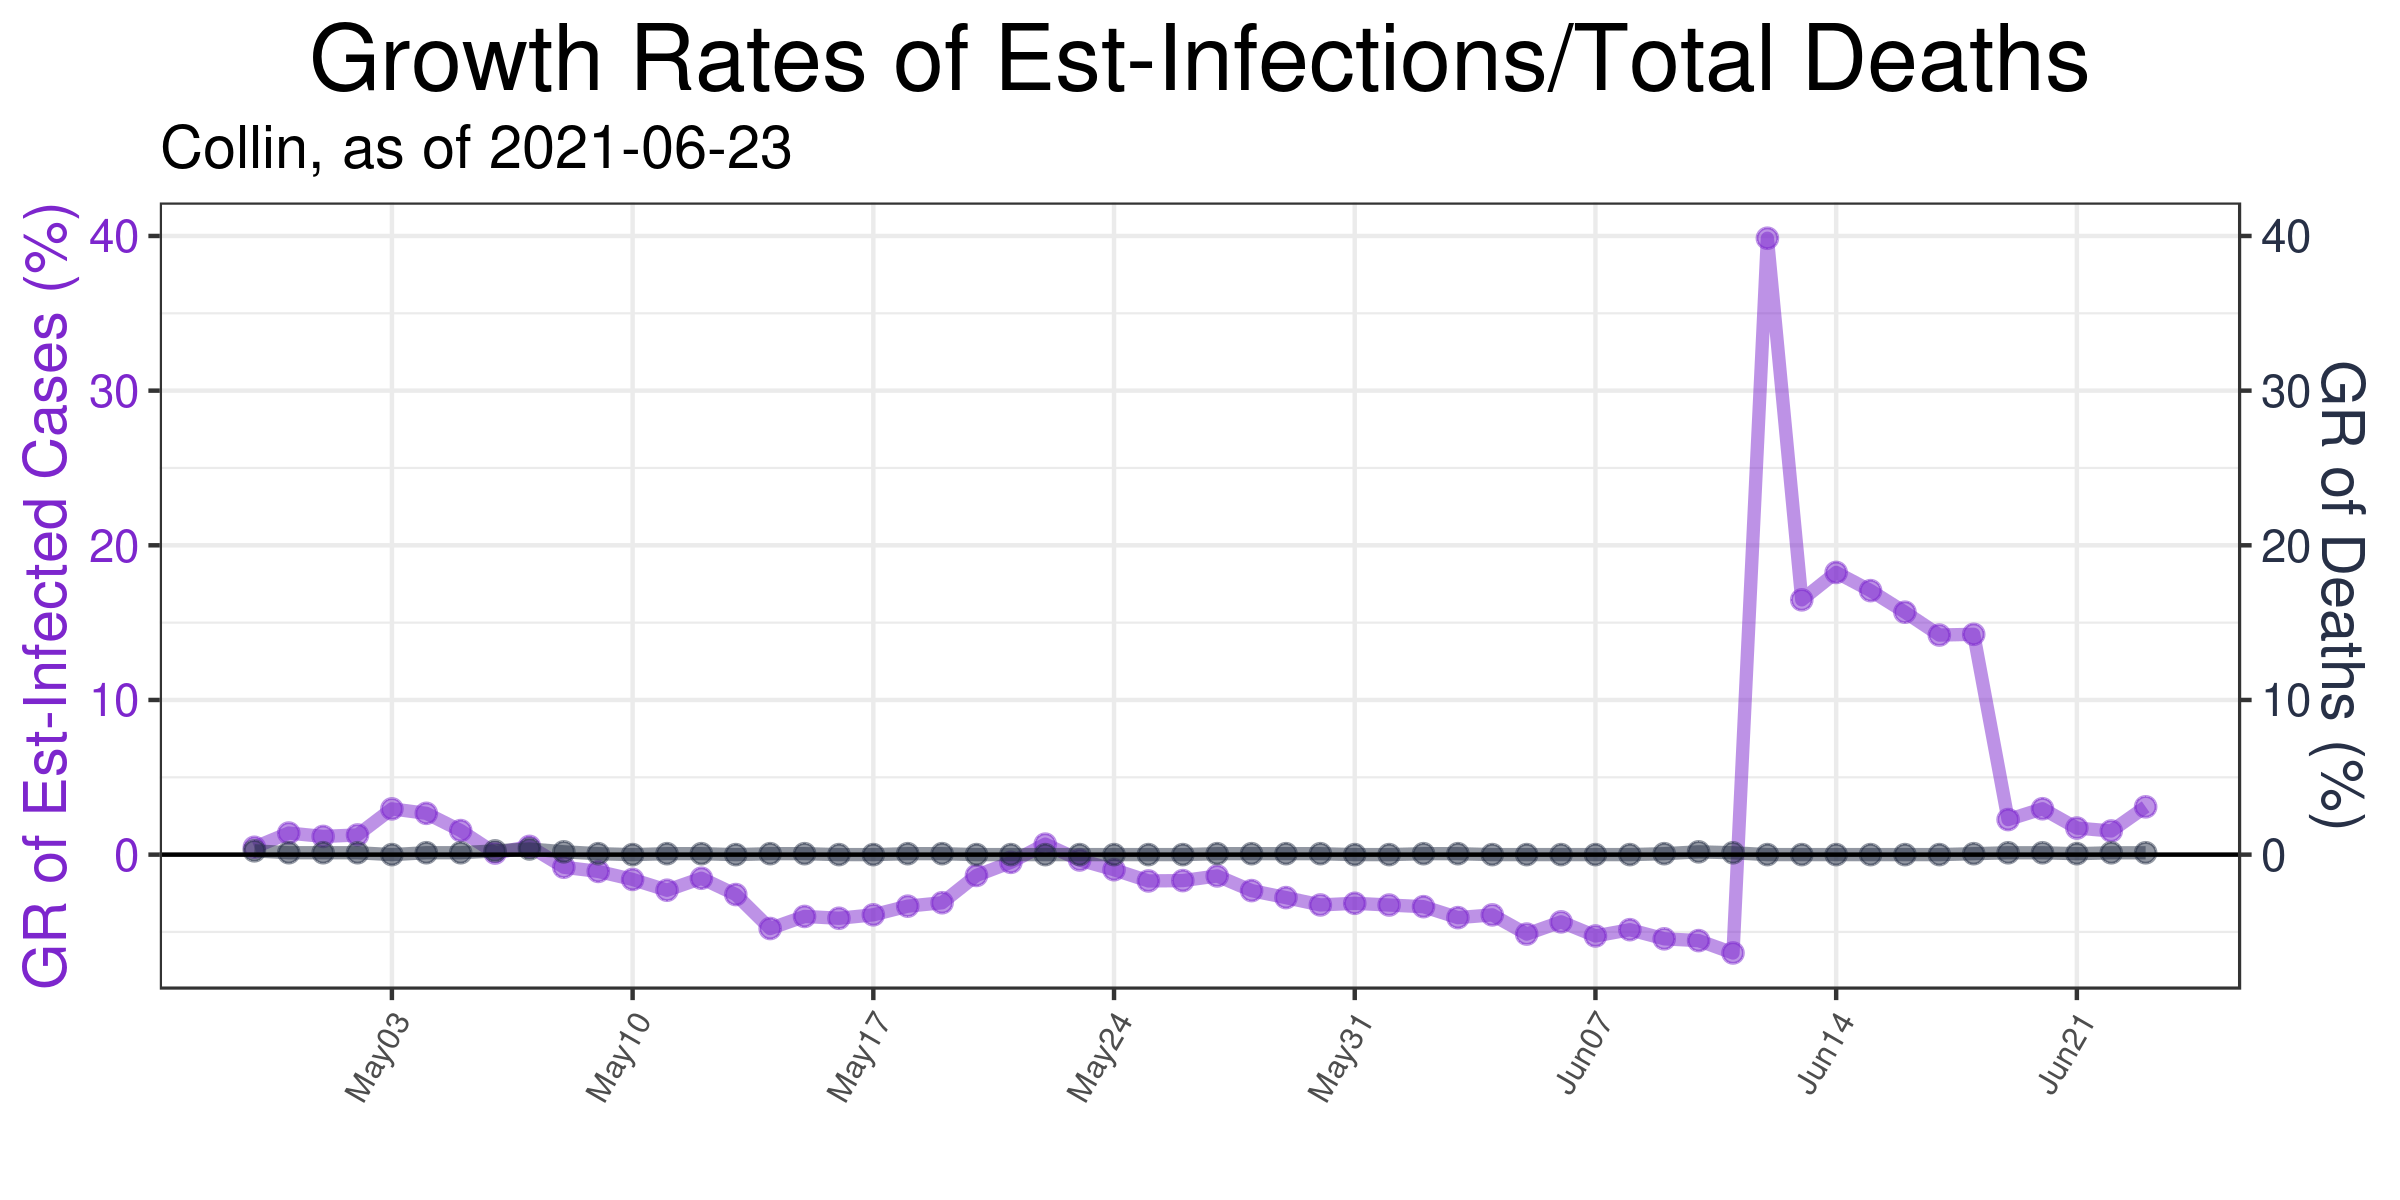 Growth Rates of Est-Infections/Total Deaths
Collin, as of 2021-06-23
GR of Est-Infected Cases (%)
40
30
20
10
0
40
30
20
10
0
GR of Deaths (%)
May03
May10
May17
May24
May31
Jun07
Jun14
Jun21